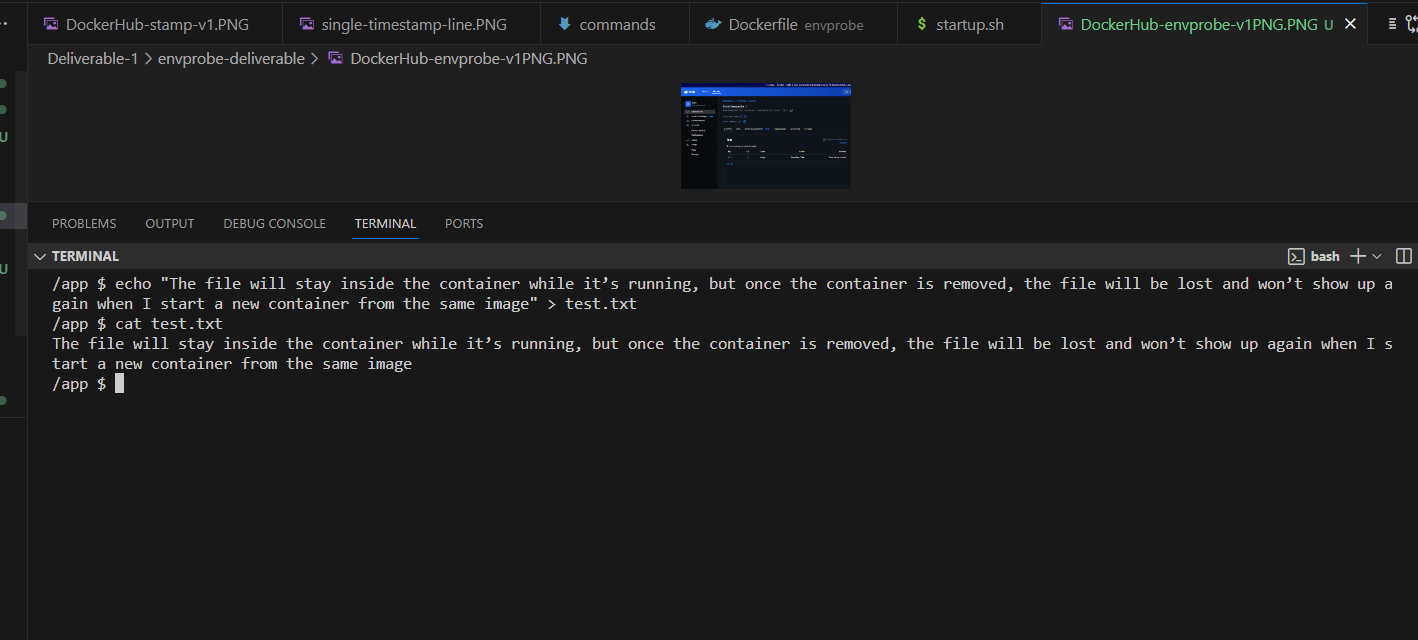 DockerHub-stamp-v1.PNG single-timestamp-line.PNG commands Dockerfile envprobe $ startup.sh DockerHub-envprobe-v1PNG.PNG U
Deliverable-1 > envprobe-deliverable > DockerHub-envprobe-v1PNG.PNG
U
PROBLEMS OUTPUT DEBUG CONSOLE TERMINAL PORTS
TERMINAL bash
/app $ echo "The file will stay inside the container while it’s running, but once the container is removed, the file will be lost and won’t show up a
gain when I start a new container from the same image" > test.txt
/app $ cat test.txt
The file will stay inside the container while it’s running, but once the container is removed, the file will be lost and won’t show up again when I s
tart a new container from the same image
/app $
U